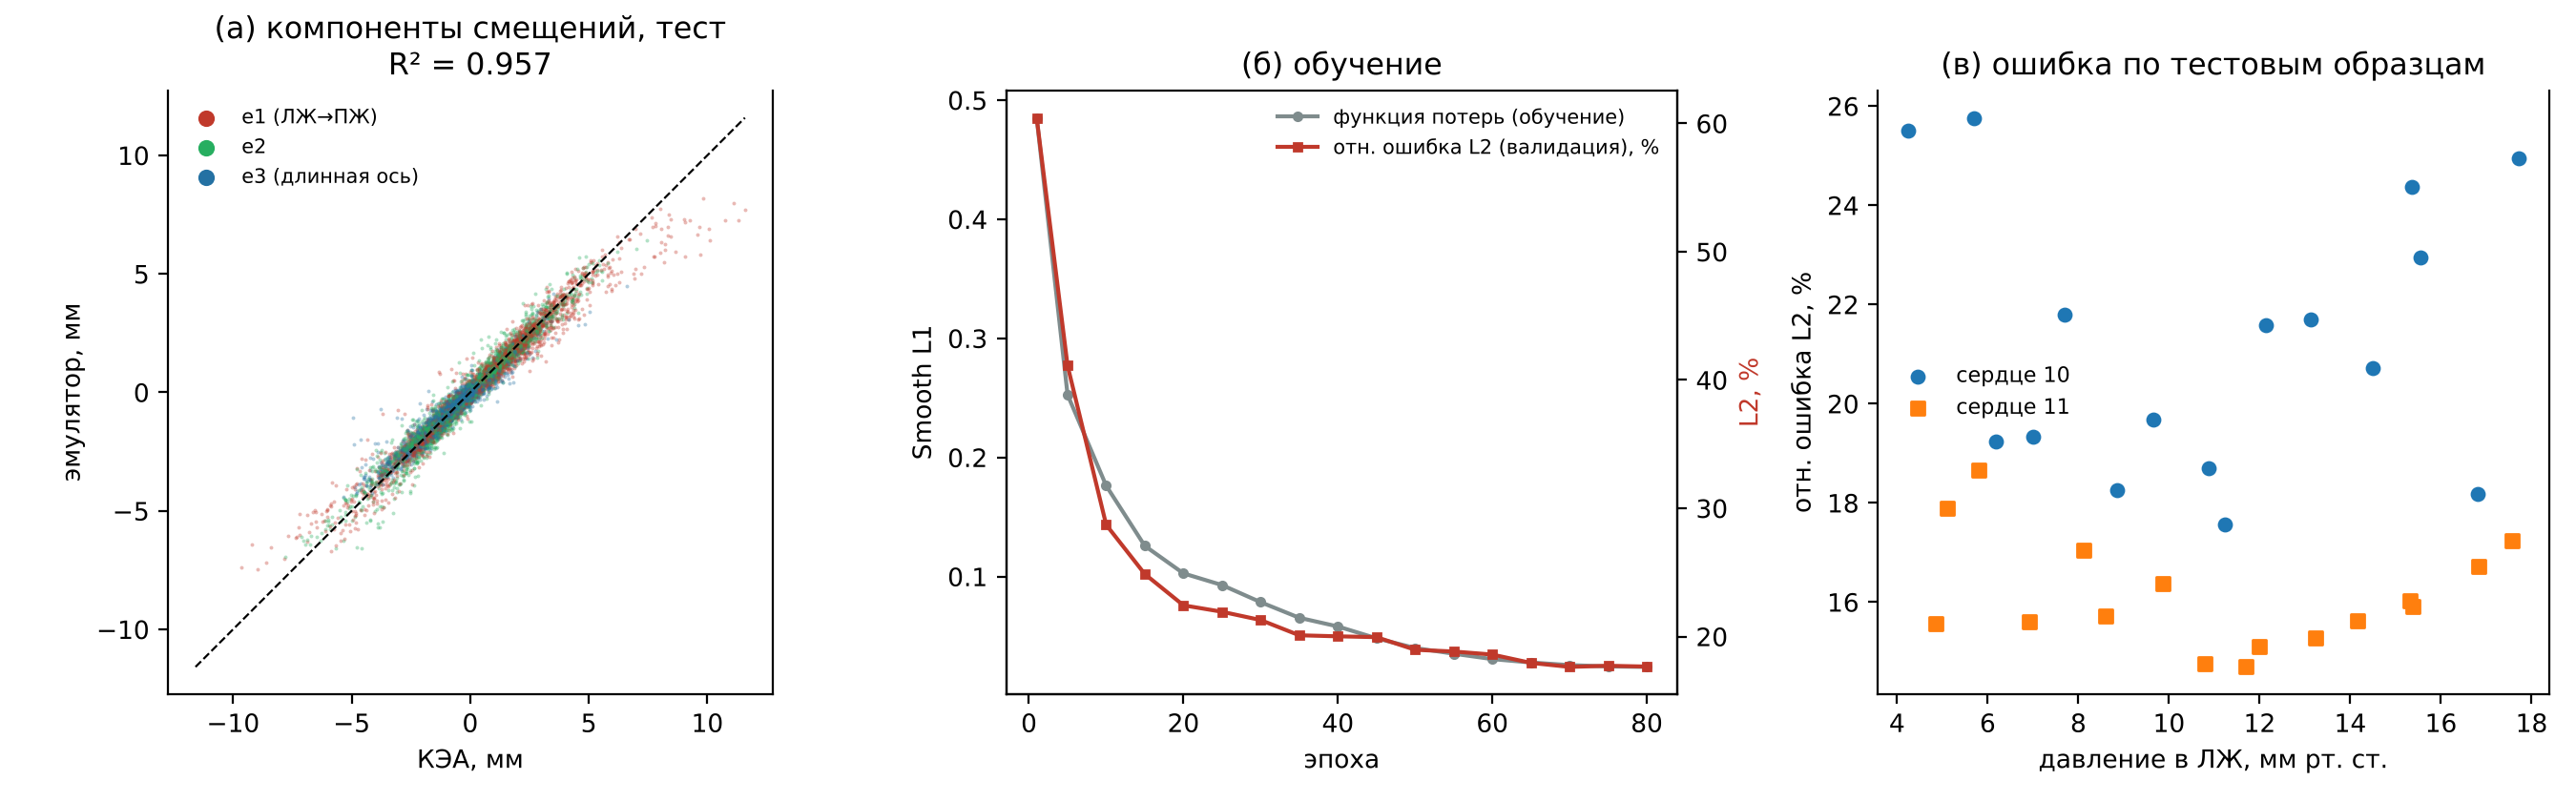 (а) компоненты смещений, тест
R² = 0.957
e1 (ЛЖ→ПЖ)
e2
e3 (длинная ось)
10
5
0
−5
−10
эмулятор, мм
−10 −5 0 5 10
КЭА, мм
(б) обучение
функция потерь (обучение)
отн. ошибка L2 (валидация), %
0.5
0.4
0.3
0.2
0.1
Smooth L1
60
50
40
30
20
L2, %
0 20 40 60 80
эпоха
(в) ошибка по тестовым образцам
26
24
22
20
18
16
отн. ошибка L2, %
сердце 10
сердце 11
4 6 8 10 12 14 16 18
давление в ЛЖ, мм рт. ст.